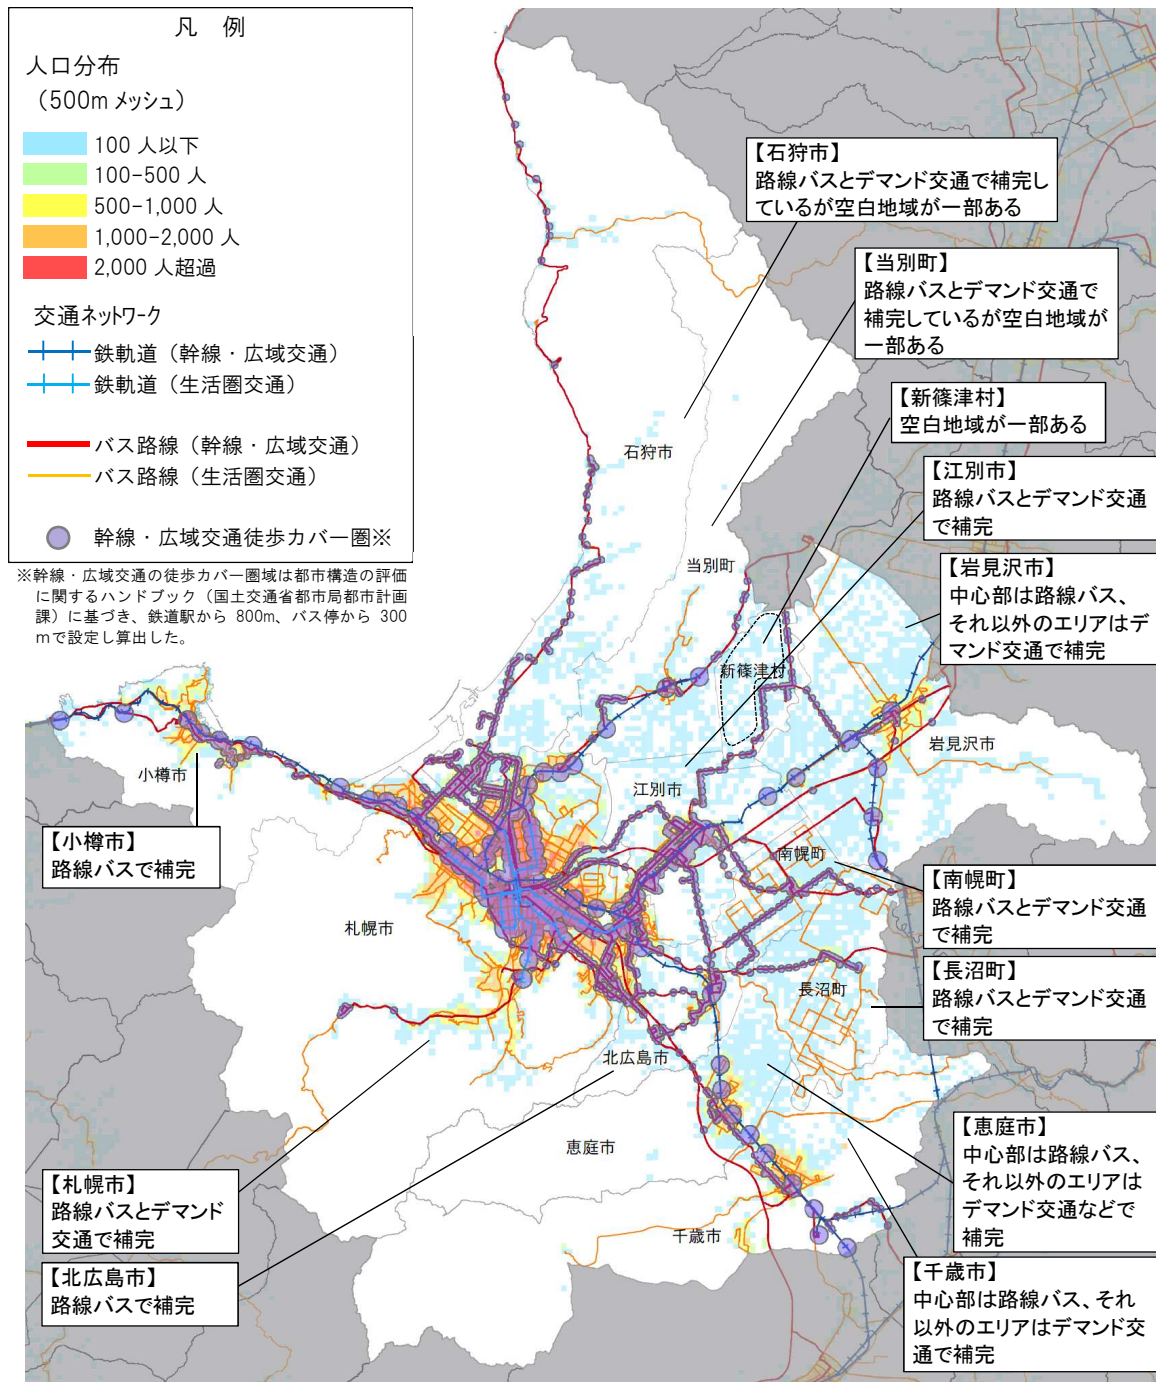 凡 例
人口分布
（500m メッシュ）
100 人以下
100-500 人
500-1,000 人
1,000-2,000 人
2,000 人超過
交通ネットワーク
鉄軌道（幹線・広域交通）
鉄軌道（生活圏交通）
バス路線（幹線・広域交通）
バス路線（生活圏交通）
幹線・広域交通徒歩カバー圏※
※幹線・広域交通の徒歩カバー圏域は都市構造の評価
に関するハンドブック（国土交通省都市局都市計画
課）に基づき、鉄道駅から 800m、バス停から 300
mで設定し算出した。
【石狩市】
路線バスとデマンド交通で補完し
ているが空白地域が一部ある
【当別町】
路線バスとデマンド交通で
補完しているが空白地域が
一部ある
【新篠津村】
空白地域が一部ある
【江別市】
路線バスとデマンド交通
で補完
【岩見沢市】
中心部は路線バス、
それ以外のエリアはデ
マンド交通で補完
石狩市
当別町
新篠津村
岩見沢市
小樽市
江別市
【小樽市】
路線バスで補完
南幌町
【南幌町】
路線バスとデマンド交通
で補完
札幌市
長沼町
【長沼町】
路線バスとデマンド交通
で補完
北広島市
恵庭市
千歳市
【恵庭市】
中心部は路線バス、
それ以外のエリアは
デマンド交通などで
補完
【札幌市】
路線バスとデマンド
交通で補完
【北広島市】
路線バスで補完
【千歳市】
中心部は路線バス、それ
以外のエリアはデマンド交
通で補完